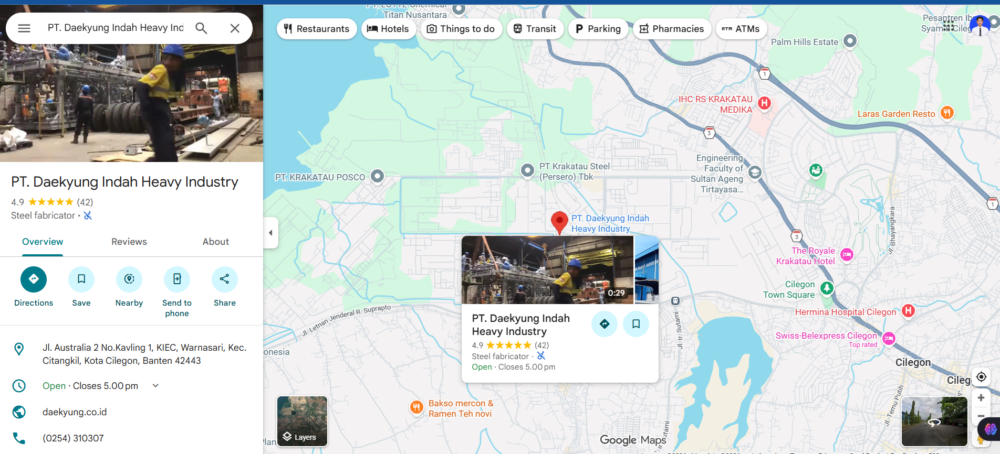 PT. Daekyung Indah Heavy Ind
PT. Daekyung Indah Heavy Industry
4.9 (42)
Steel fabricator ·
Overview
Reviews
About
Directions
Save
Nearby
Send to
phone
Share
Jl. Australia 2 No.Kavling 1, KIEC, Warnasari, Kec.
Citangkil, Kota Cilegon, Banten 42443
Open · Closes 5.00 pm
daekyung.co.id
(0254) 310307
Titan Nusantara
Restaurants
Hotels
Things to do
Transit
Parking
Pharmacies
ATM ATMs
Pesantren Ib
Syam Cileg
Palm Hills Estate
1
IHC RS KRAKATAU
MEDIKA
Laras Garden Resto
3
PT. KRAKATAU POSCO
PT Krakatau Steel
(Persero) Tbk
Engineering
Faculty of
Sultan Ageng
Tirtayasa...
1
PT. Daekyung Indah
Heavy Industry
Jl. Bhayangkara
3
The Royale
Krakatau Hotel
0:29
Cilegon
Town Square
Jl. Letnan Jenderal R. Suprapto
PT. Daekyung Indah
Heavy Industry
4.9 (42)
Steel fabricator ·
Open · Closes 5.00 pm
Jl. Ir Sutami
Hermina Hospital Cilegon
Swiss-Belexpress Cilegon
Top rated
onesia
Cilegon
Cileg
Jl. Temu Putih
Bakso mercon &
Ramen Teh novi
Layers
lan
Google Maps
utami